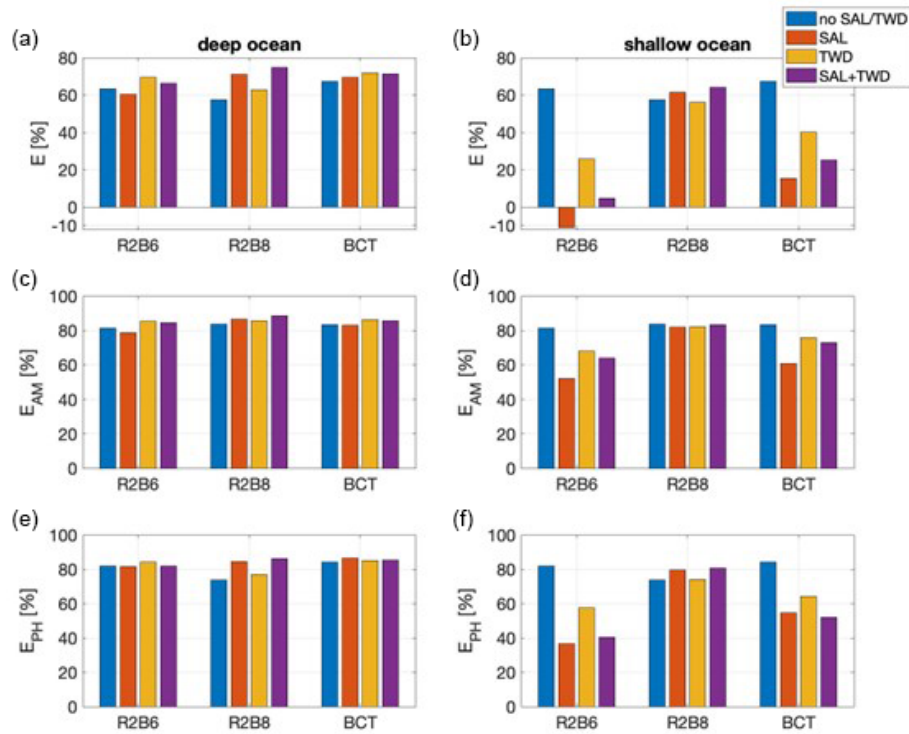 (a) deep ocean
(b) shallow ocean
no SAL/TWD
SAL
TWD
SAL+TWD
E [%]
80
60
40
20
0
-10
R2B6 R2B8 BCT
E [%]
80
60
40
20
0
-10
R2B6 R2B8 BCT
(c)
E_AM [%]
100
80
60
40
20
0
R2B6 R2B8 BCT
(d)
E_AM [%]
100
80
60
40
20
0
R2B6 R2B8 BCT
(e)
E_PH [%]
100
80
60
40
20
0
R2B6 R2B8 BCT
(f)
E_PH [%]
100
80
60
40
20
0
R2B6 R2B8 BCT